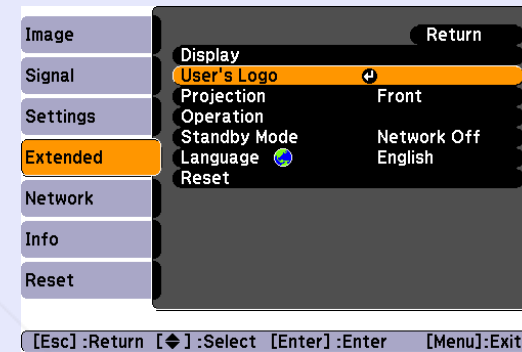 Image
Signal
Settings
Extended
Network
Info
Reset
Return
Display
User's Logo
Projection Front
Operation
Standby Mode Network Off
Language English
Reset
[Esc] :Return [◆] :Select [Enter] :Enter [Menu]:Exit